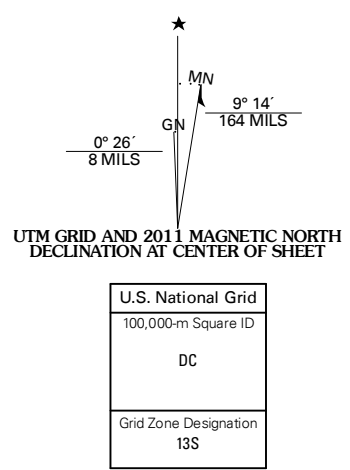 MN
9° 14´
164 MILS
GN
0° 26´
8 MILS
UTM GRID AND 2011 MAGNETIC NORTH
DECLINATION AT CENTER OF SHEET
U.S. National Grid
100,000-m Square ID
DC
Grid Zone Designation
13S